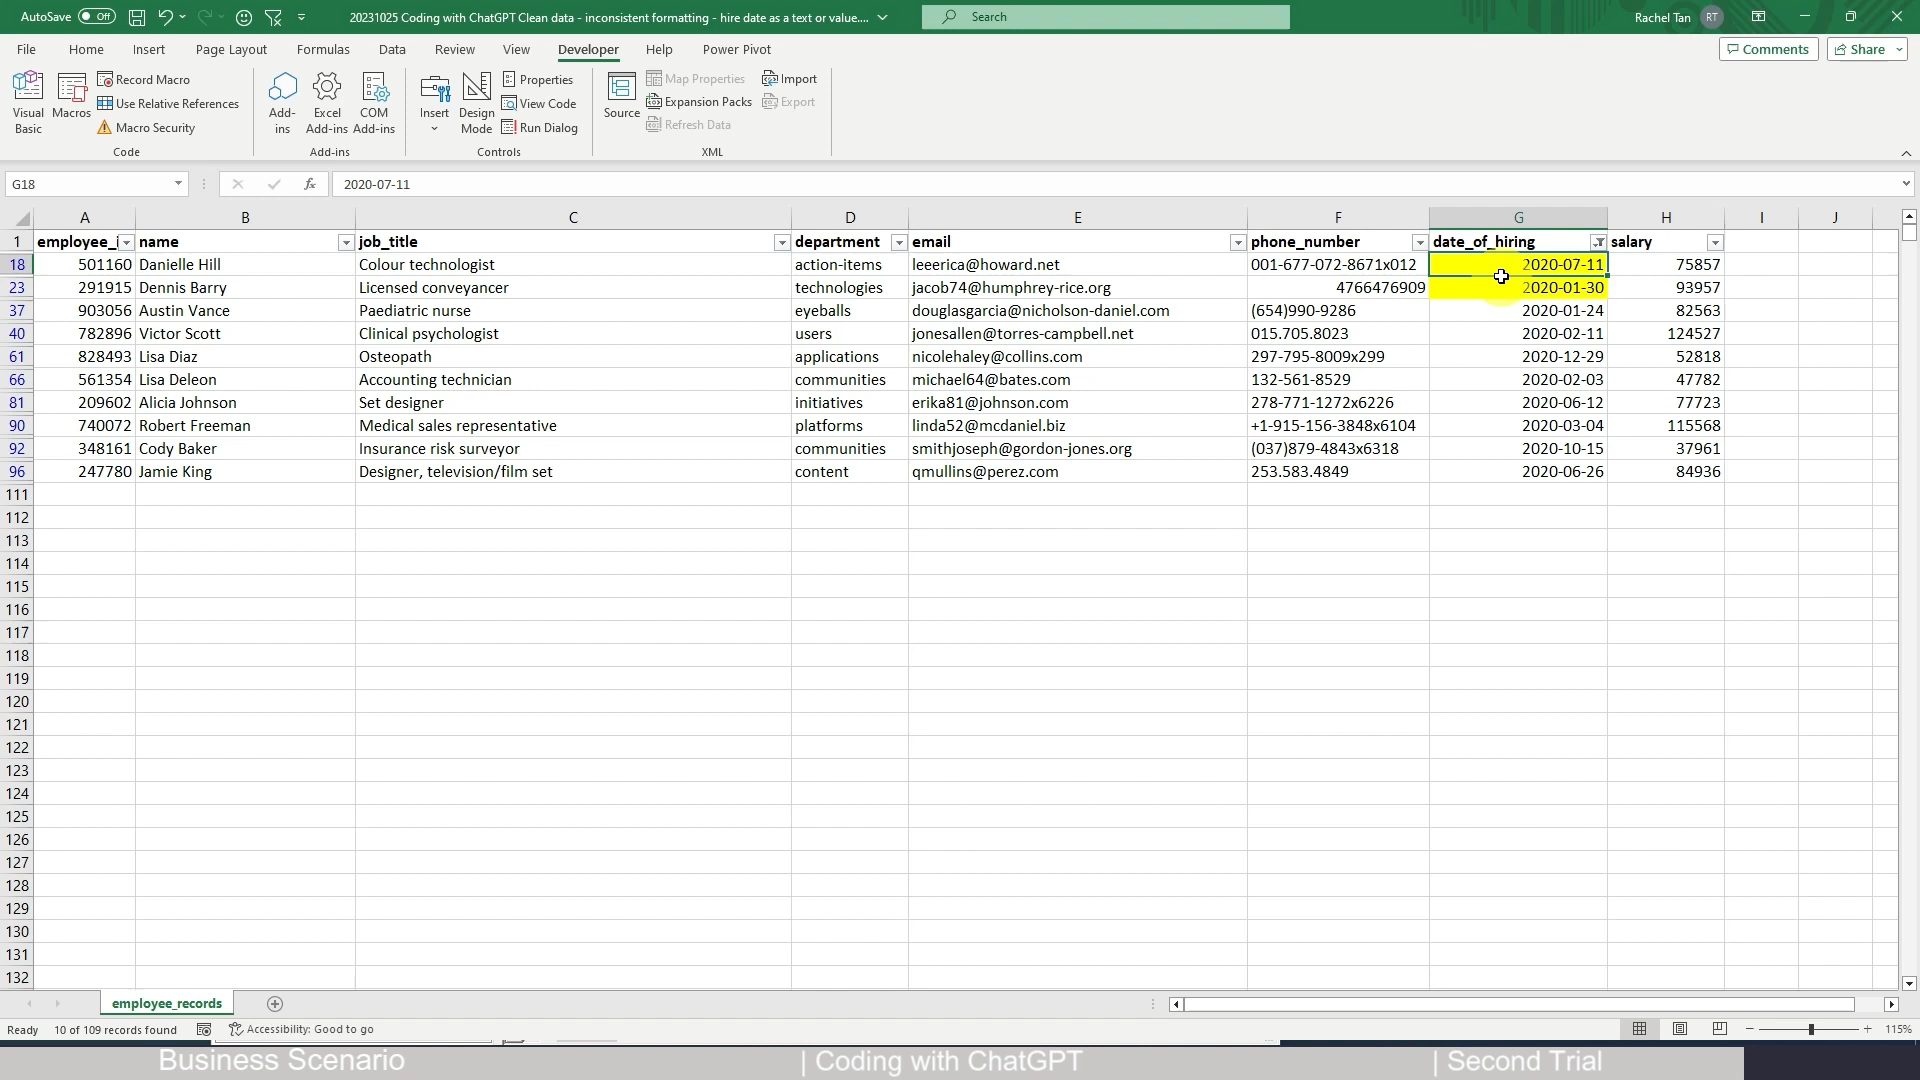 AutoSave Off 20231025 Coding with ChatGPT Clean data - inconsistent formatting - hire date as a text or value.... Search Rachel Tan RT
File Home Insert Page Layout Formulas Data Review View Developer Help Power Pivot Comments Share
Visual Basic
Macros
Record Macro
Use Relative References
Macro Security
Code
Add-ins
Excel Add-ins
COM Add-ins
Add-ins
Insert
Design Mode
Properties
View Code
Run Dialog
Controls
Source
Map Properties
Expansion Packs
Refresh Data
Import
Export
XML
G18 fx 2020-07-11
A B C D E F G H I J
1 employee_i name job_title department email phone_number date_of_hiring salary
18 501160 Danielle Hill Colour technologist action-items leeerica@howard.net 001-677-072-8671x012 2020-07-11 75857
23 291915 Dennis Barry Licensed conveyancer technologies jacob74@humphrey-rice.org 4766476909 2020-01-30 93957
37 903056 Austin Vance Paediatric nurse eyeballs douglasgarcia@nicholson-daniel.com (654)990-9286 2020-01-24 82563
40 782896 Victor Scott Clinical psychologist users jonesallen@torres-campbell.net 015.705.8023 2020-02-11 124527
61 828493 Lisa Diaz Osteopath applications nicolehaley@collins.com 297-795-8009x299 2020-12-29 52818
66 561354 Lisa Deleon Accounting technician communities michael64@bates.com 132-561-8529 2020-02-03 47782
81 209602 Alicia Johnson Set designer initiatives erika81@johnson.com 278-771-1272x6226 2020-06-12 77723
90 740072 Robert Freeman Medical sales representative platforms linda52@mcdaniel.biz +1-915-156-3848x6104 2020-03-04 115568
92 348161 Cody Baker Insurance risk surveyor communities smithjoseph@gordon-jones.org (037)879-4843x6318 2020-10-15 37961
96 247780 Jamie King Designer, television/film set content qmullins@perez.com 253.583.4849 2020-06-26 84936
111
112
113
114
115
116
117
118
119
120
121
122
123
124
125
126
127
128
129
130
131
132
employee_records
Ready 10 of 109 records found Accessibility: Good to go 115%
Business Scenario | Coding with ChatGPT | Second Trial